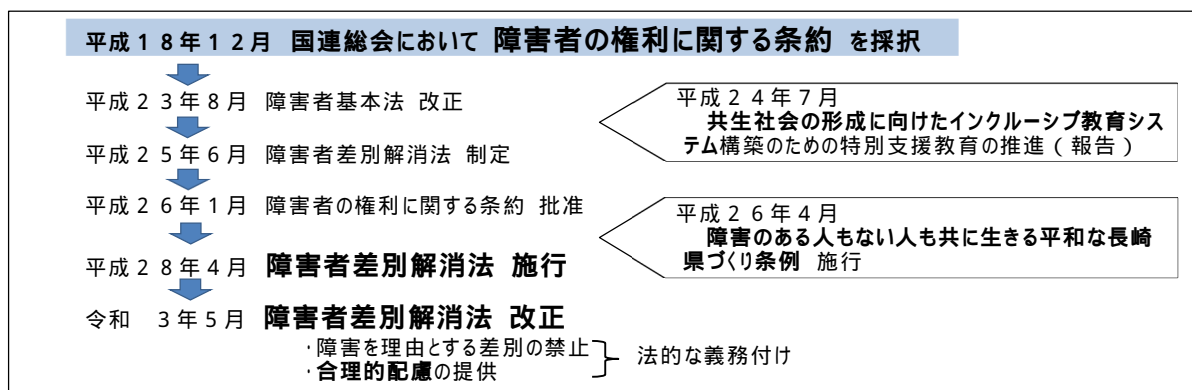 平成１８年１２月 国連総会において 障害者の権利に関する条約 を採択
平成２３年８月 障害者基本法 改正
平成２４年７月
共生社会の形成に向けたインクルーシブ教育シス
テム構築のための特別支援教育の推進（報告）
平成２５年６月 障害者差別解消法 制定
平成２６年１月 障害者の権利に関する条約 批准
平成２６年４月
障害のある人もない人も共に生きる平和な長崎
県づくり条例 施行
平成２８年４月 障害者差別解消法 施行
令和 ３年５月 障害者差別解消法 改正
・障害を理由とする差別の禁止
・合理的配慮の提供
法的な義務付け